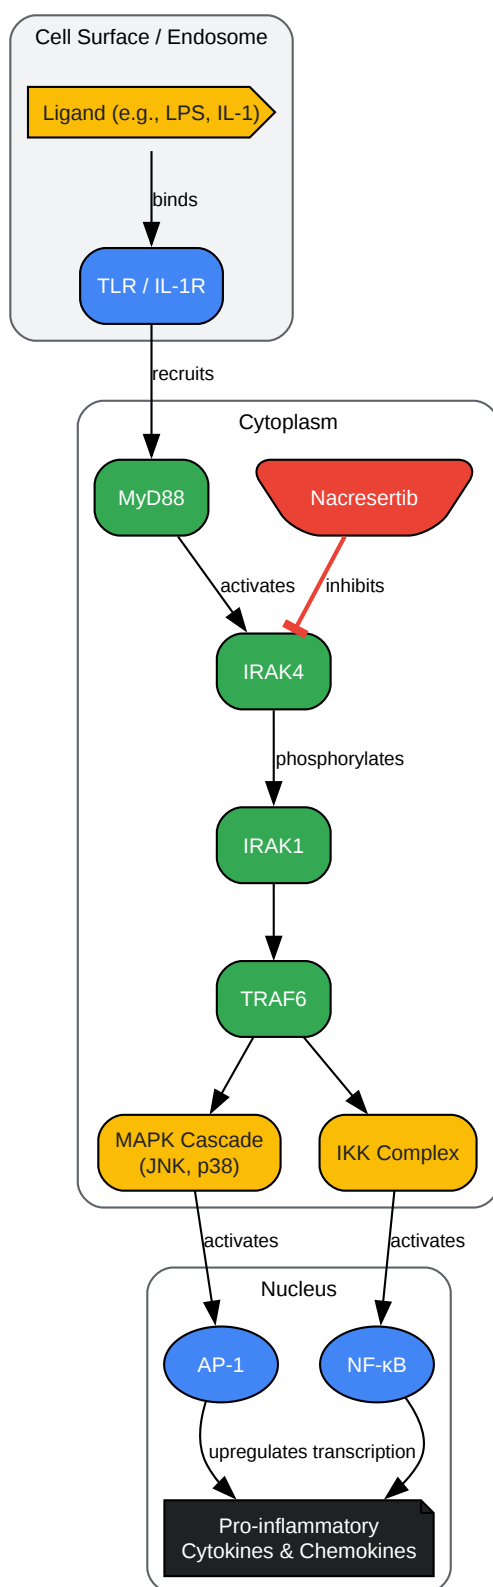 Cell Surface / Endosome
Ligand (e.g., LPS, IL-1)
binds
TLR / IL-1R
recruits
Cytoplasm
MyD88
Nacresertib
activates
inhibits
IRAK4
phosphorylates
IRAK1
TRAF6
MAPK Cascade
(JNK, p38)
IKK Complex
activates
activates
Nucleus
AP-1
NF-κB
upregulates transcription
Pro-inflammatory
Cytokines & Chemokines